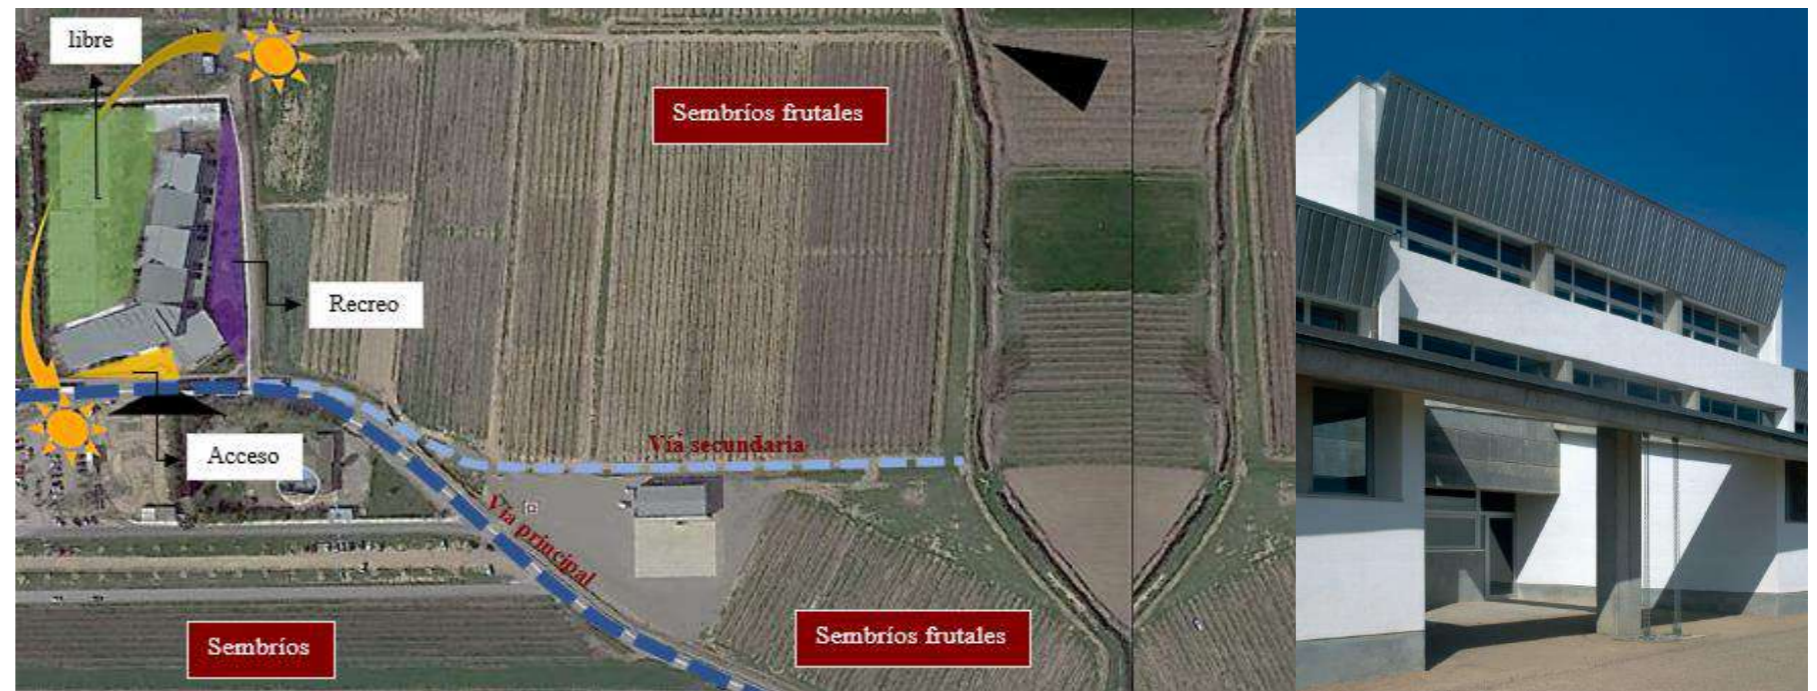 libre
Sembríos frutales
Recreo
Vía secundaria
Acceso
Vía principal
Sembríos frutales
Sembríos